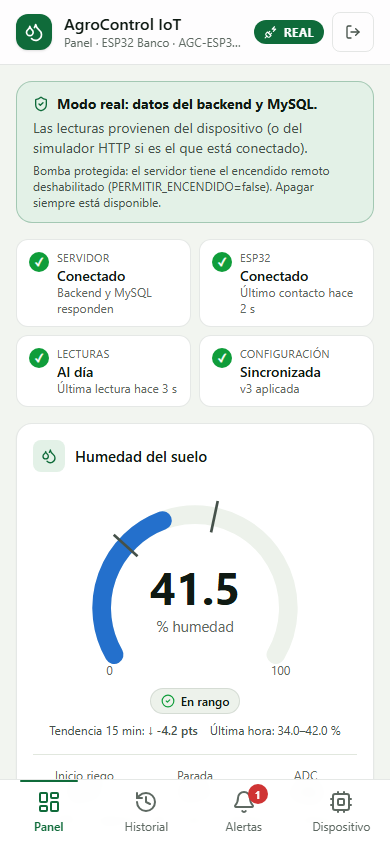 AgroControl IoT
Panel · ESP32 Banco · AGC-ESP3...
REAL
Modo real: datos del backend y MySQL.
Las lecturas provienen del dispositivo (o del
simulador HTTP si es el que está conectado).
Bomba protegida: el servidor tiene el encendido remoto
deshabilitado (PERMITIR_ENCENDIDO=false). Apagar
siempre está disponible.
SERVIDOR
Conectado
Backend y MySQL
responden
ESP32
Conectado
Último contacto hace
2 s
LECTURAS
Al día
Última lectura hace 3 s
CONFIGURACIÓN
Sincronizada
v3 aplicada
Humedad del suelo
41.5
% humedad
0
100
En rango
Tendencia 15 min: ↓ -4.2 pts Última hora: 34.0–42.0 %
Inicio riego Parada ADC
1
Panel Historial Alertas Dispositivo